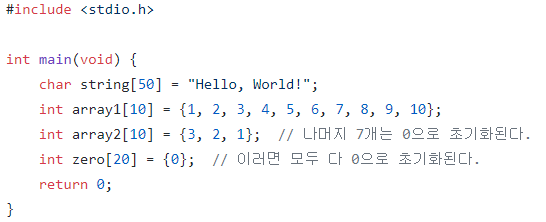 #include <stdio.h>

int main(void) {
    char string[50] = "Hello, World!";
    int array1[10] = {1, 2, 3, 4, 5, 6, 7, 8, 9, 10};
    int array2[10] = {3, 2, 1};  // 나머지 7개는 0으로 초기화된다.
    int zero[20] = {0};  // 이러면 모두 다 0으로 초기화된다.
    return 0;
}